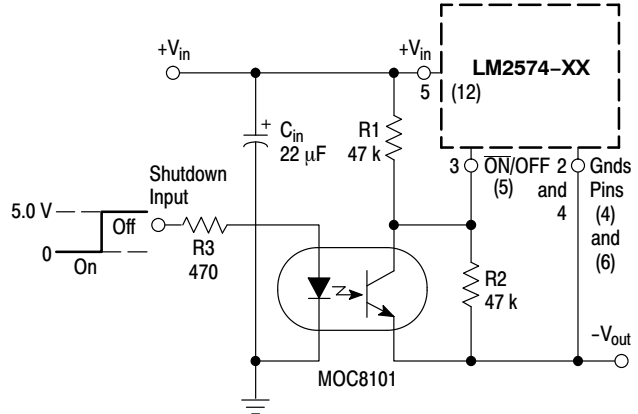 +Vin
+Vin
LM2574–XX
5
(12)
+
Cin
22 μF
R1
47 k
3
ON/OFF
(5)
2
and
4
Gnds
Pins
(4)
and
(6)
Shutdown
Input
5.0 V
Off
0
On
R3
470
R2
47 k
–Vout
MOC8101